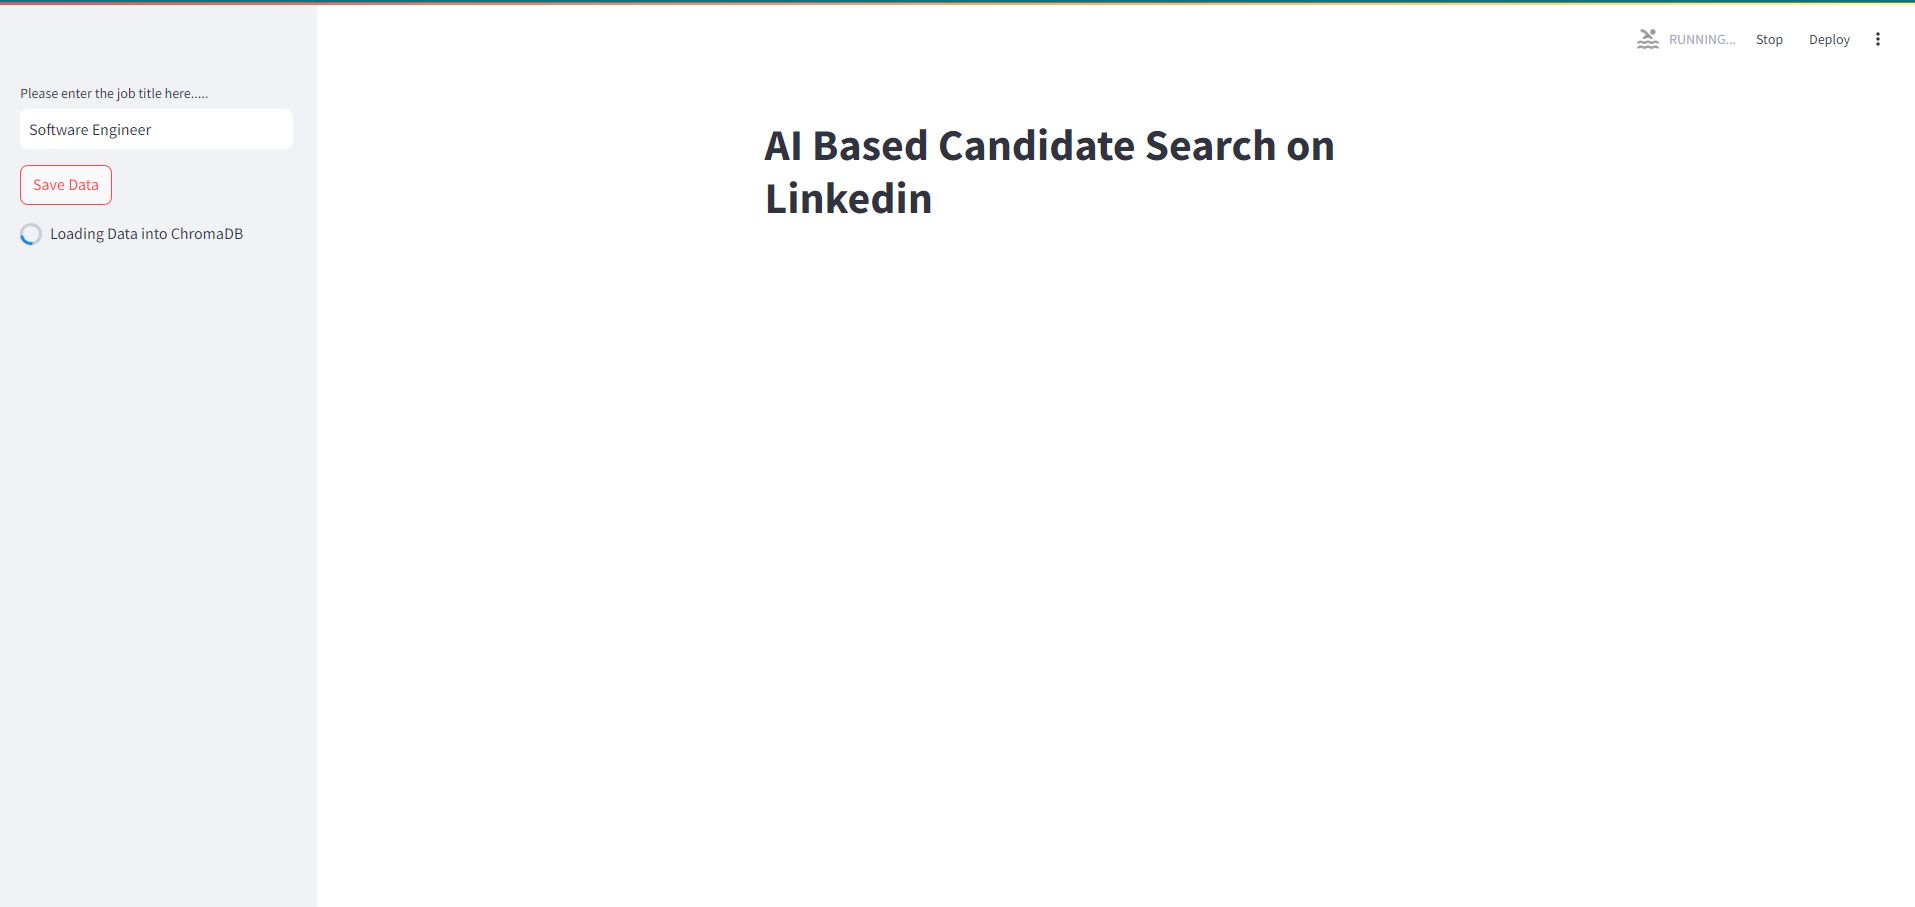 RUNNING...
Stop
Deploy
Please enter the job title here.....
Software Engineer
Save Data
Loading Data into ChromaDB
AI Based Candidate Search on
Linkedin